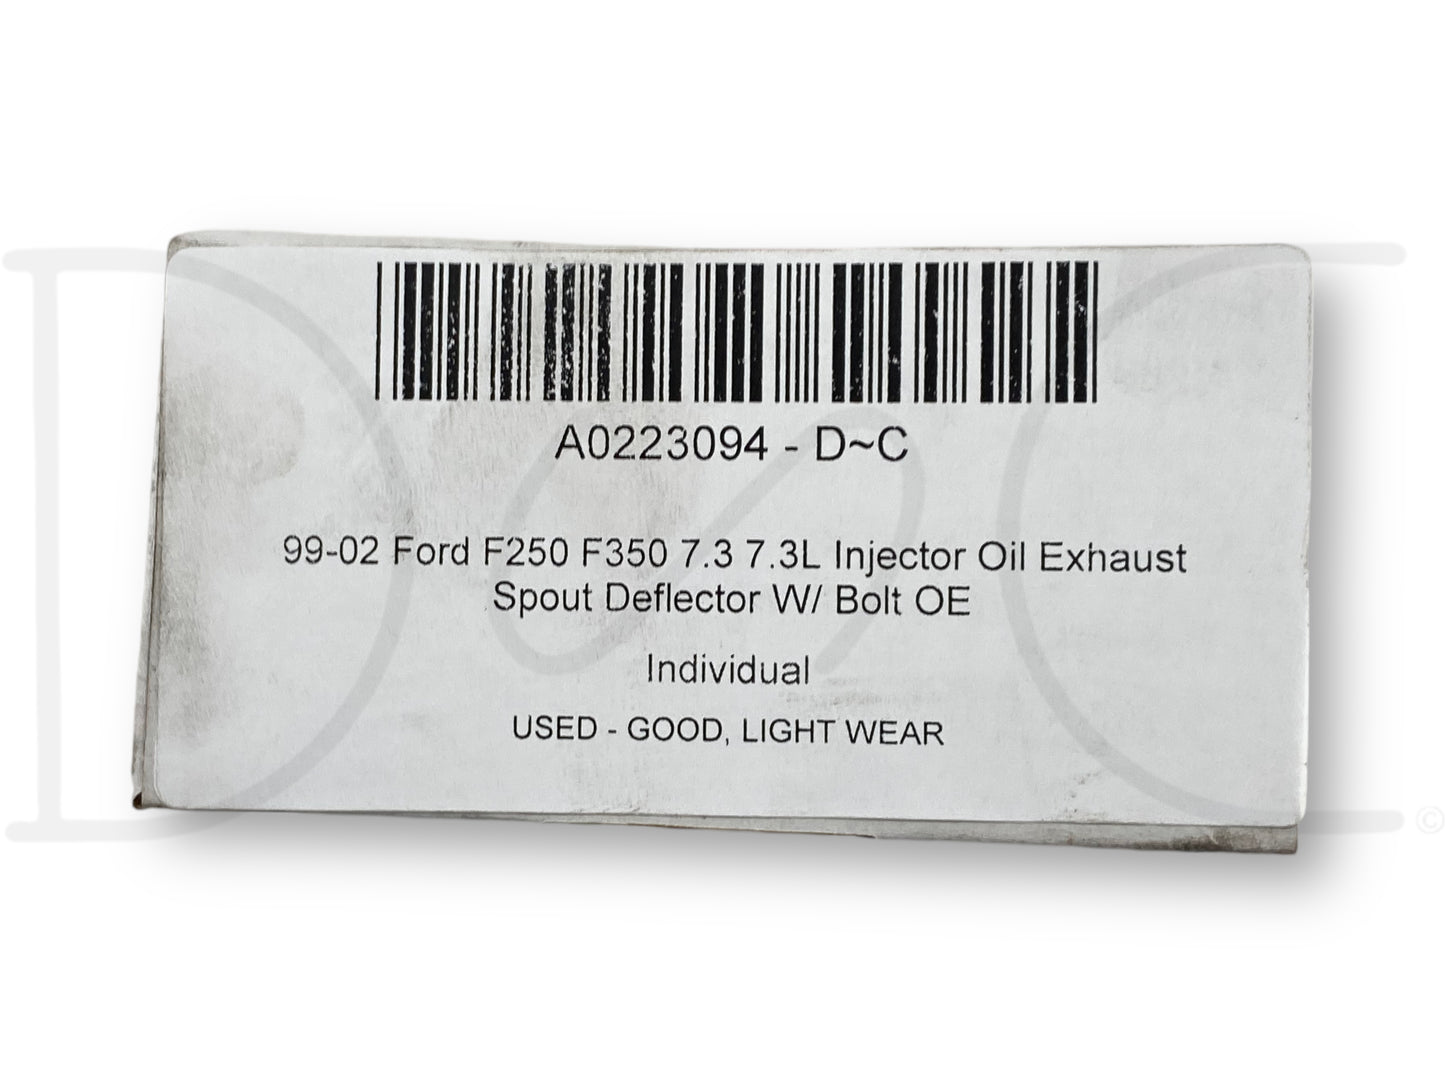 A0223094 - D~C
99-02 Ford F250 F350 7.3 7.3L Injector Oil Exhaust
Spout Deflector W/ Bolt OE
Individual
USED - GOOD, LIGHT WEAR
DC
©